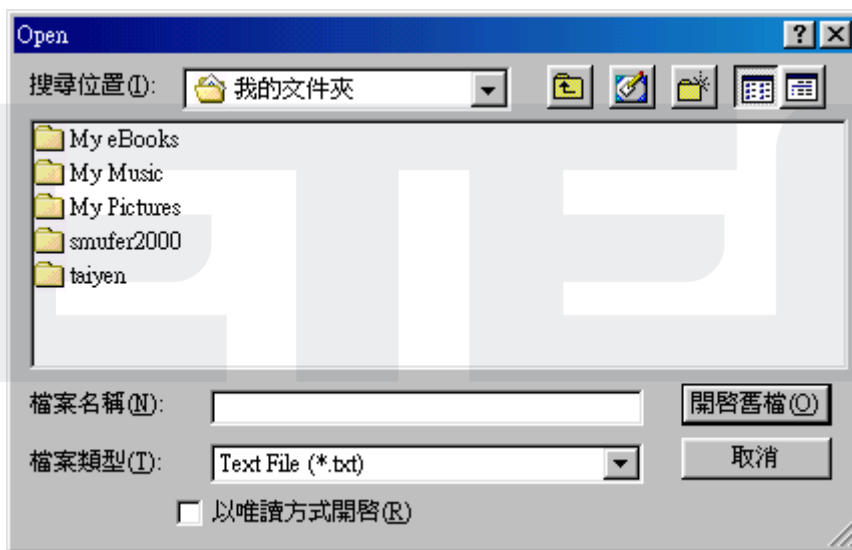 Open
搜尋位置(I): 我的文件夾
My eBooks
My Music
My Pictures
smufer2000
taiyen
檔案名稱(N): 開啓舊檔(O)
檔案類型(T): Text File (*.txt) 取消
以唯讀方式開啓(R)